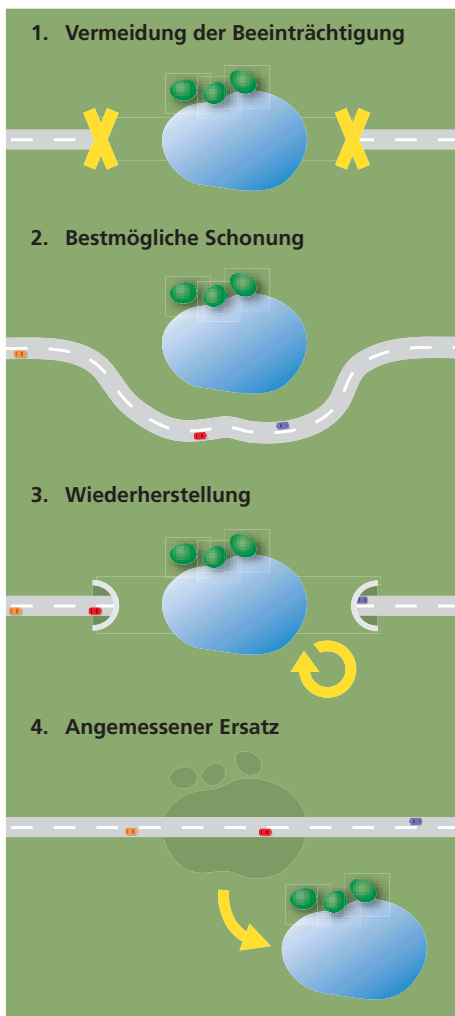 1. Vermeidung der Beeinträchtigung
2. Bestmögliche Schonung
3. Wiederherstellung
4. Angemessener Ersatz